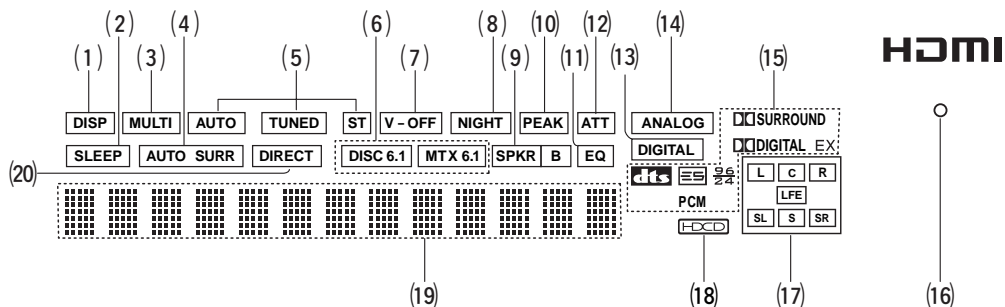 (2) (4) (6) (8) (10) (12) (14)
HDMI
(1) (3) (5) (7) (9) (11) (13) (15)
DISP MULTI AUTO TUNED ST V – OFF NIGHT PEAK ATT ANALOG DD SURROUND
SLEEP AUTO SURR DIRECT DISC 6.1 MTX 6.1 SPKR B EQ DIGITAL DD DIGITAL EX
(20)
dts ES 96/24 L C R
LFE
PCM
SL S SR
HDCD
(19) (18) (17) (16)